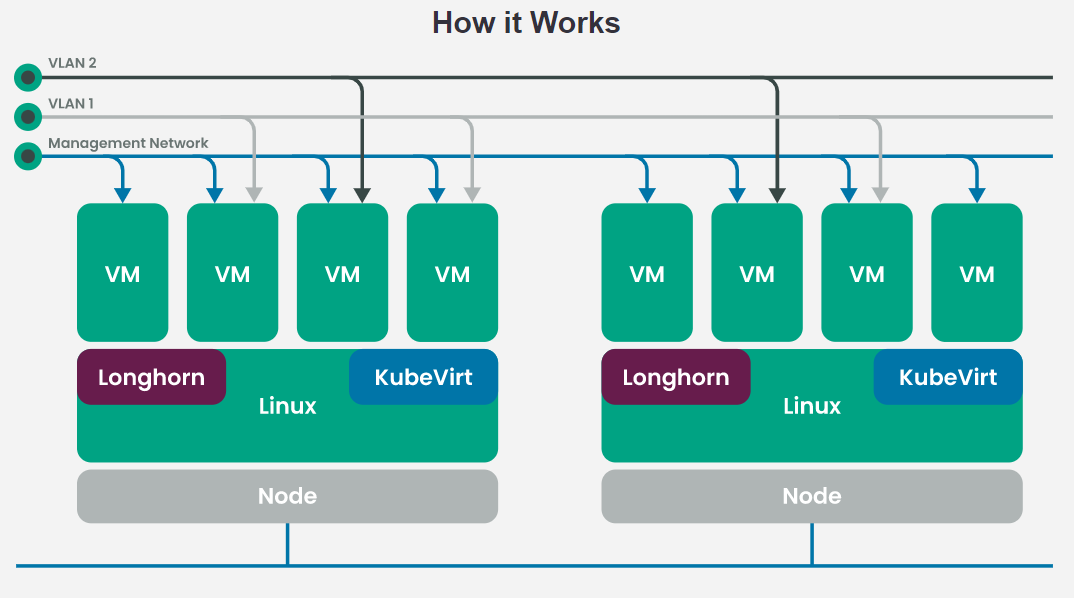 How it Works
VLAN 2
VLAN 1
Management Network
VM VM VM VM VM VM VM VM
Longhorn KubeVirt Longhorn KubeVirt
Linux Linux
Node Node